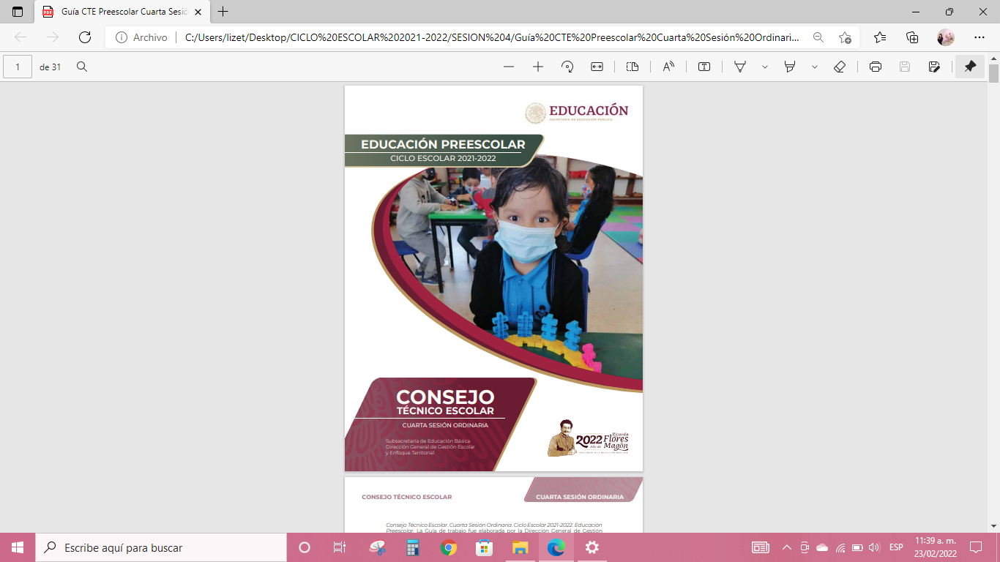 Guía CTE Preescolar Cuarta Sesió
Archivo
C:/Users/lizet/Desktop/CICLO%20ESCOLAR%202021-2022/SESION%204/Guía%20CTE%20Preescolar%20Cuarta%20Sesión%20Ordinari...
1 de 31
EDUCACIÓN
SECRETARÍA DE EDUCACIÓN PÚBLICA
EDUCACIÓN PREESCOLAR
CICLO ESCOLAR 2021-2022
CONSEJO
TÉCNICO ESCOLAR
CUARTA SESIÓN ORDINARIA
Subsecretaría de Educación Básica
Dirección General de Gestión Escolar
y Enfoque Territorial
2022 Año de
Ricardo
Flores
Magón
CONSEJO TÉCNICO ESCOLAR
CUARTA SESIÓN ORDINARIA
Consejo Técnico Escolar. Cuarta Sesión Ordinaria. Ciclo Escolar 2021-2022. Educación
Preescolar. La Guía de trabajo fue elaborada por la Dirección General de Gestión
Escribe aquí para buscar
ESP
11:39 a. m.
23/02/2022